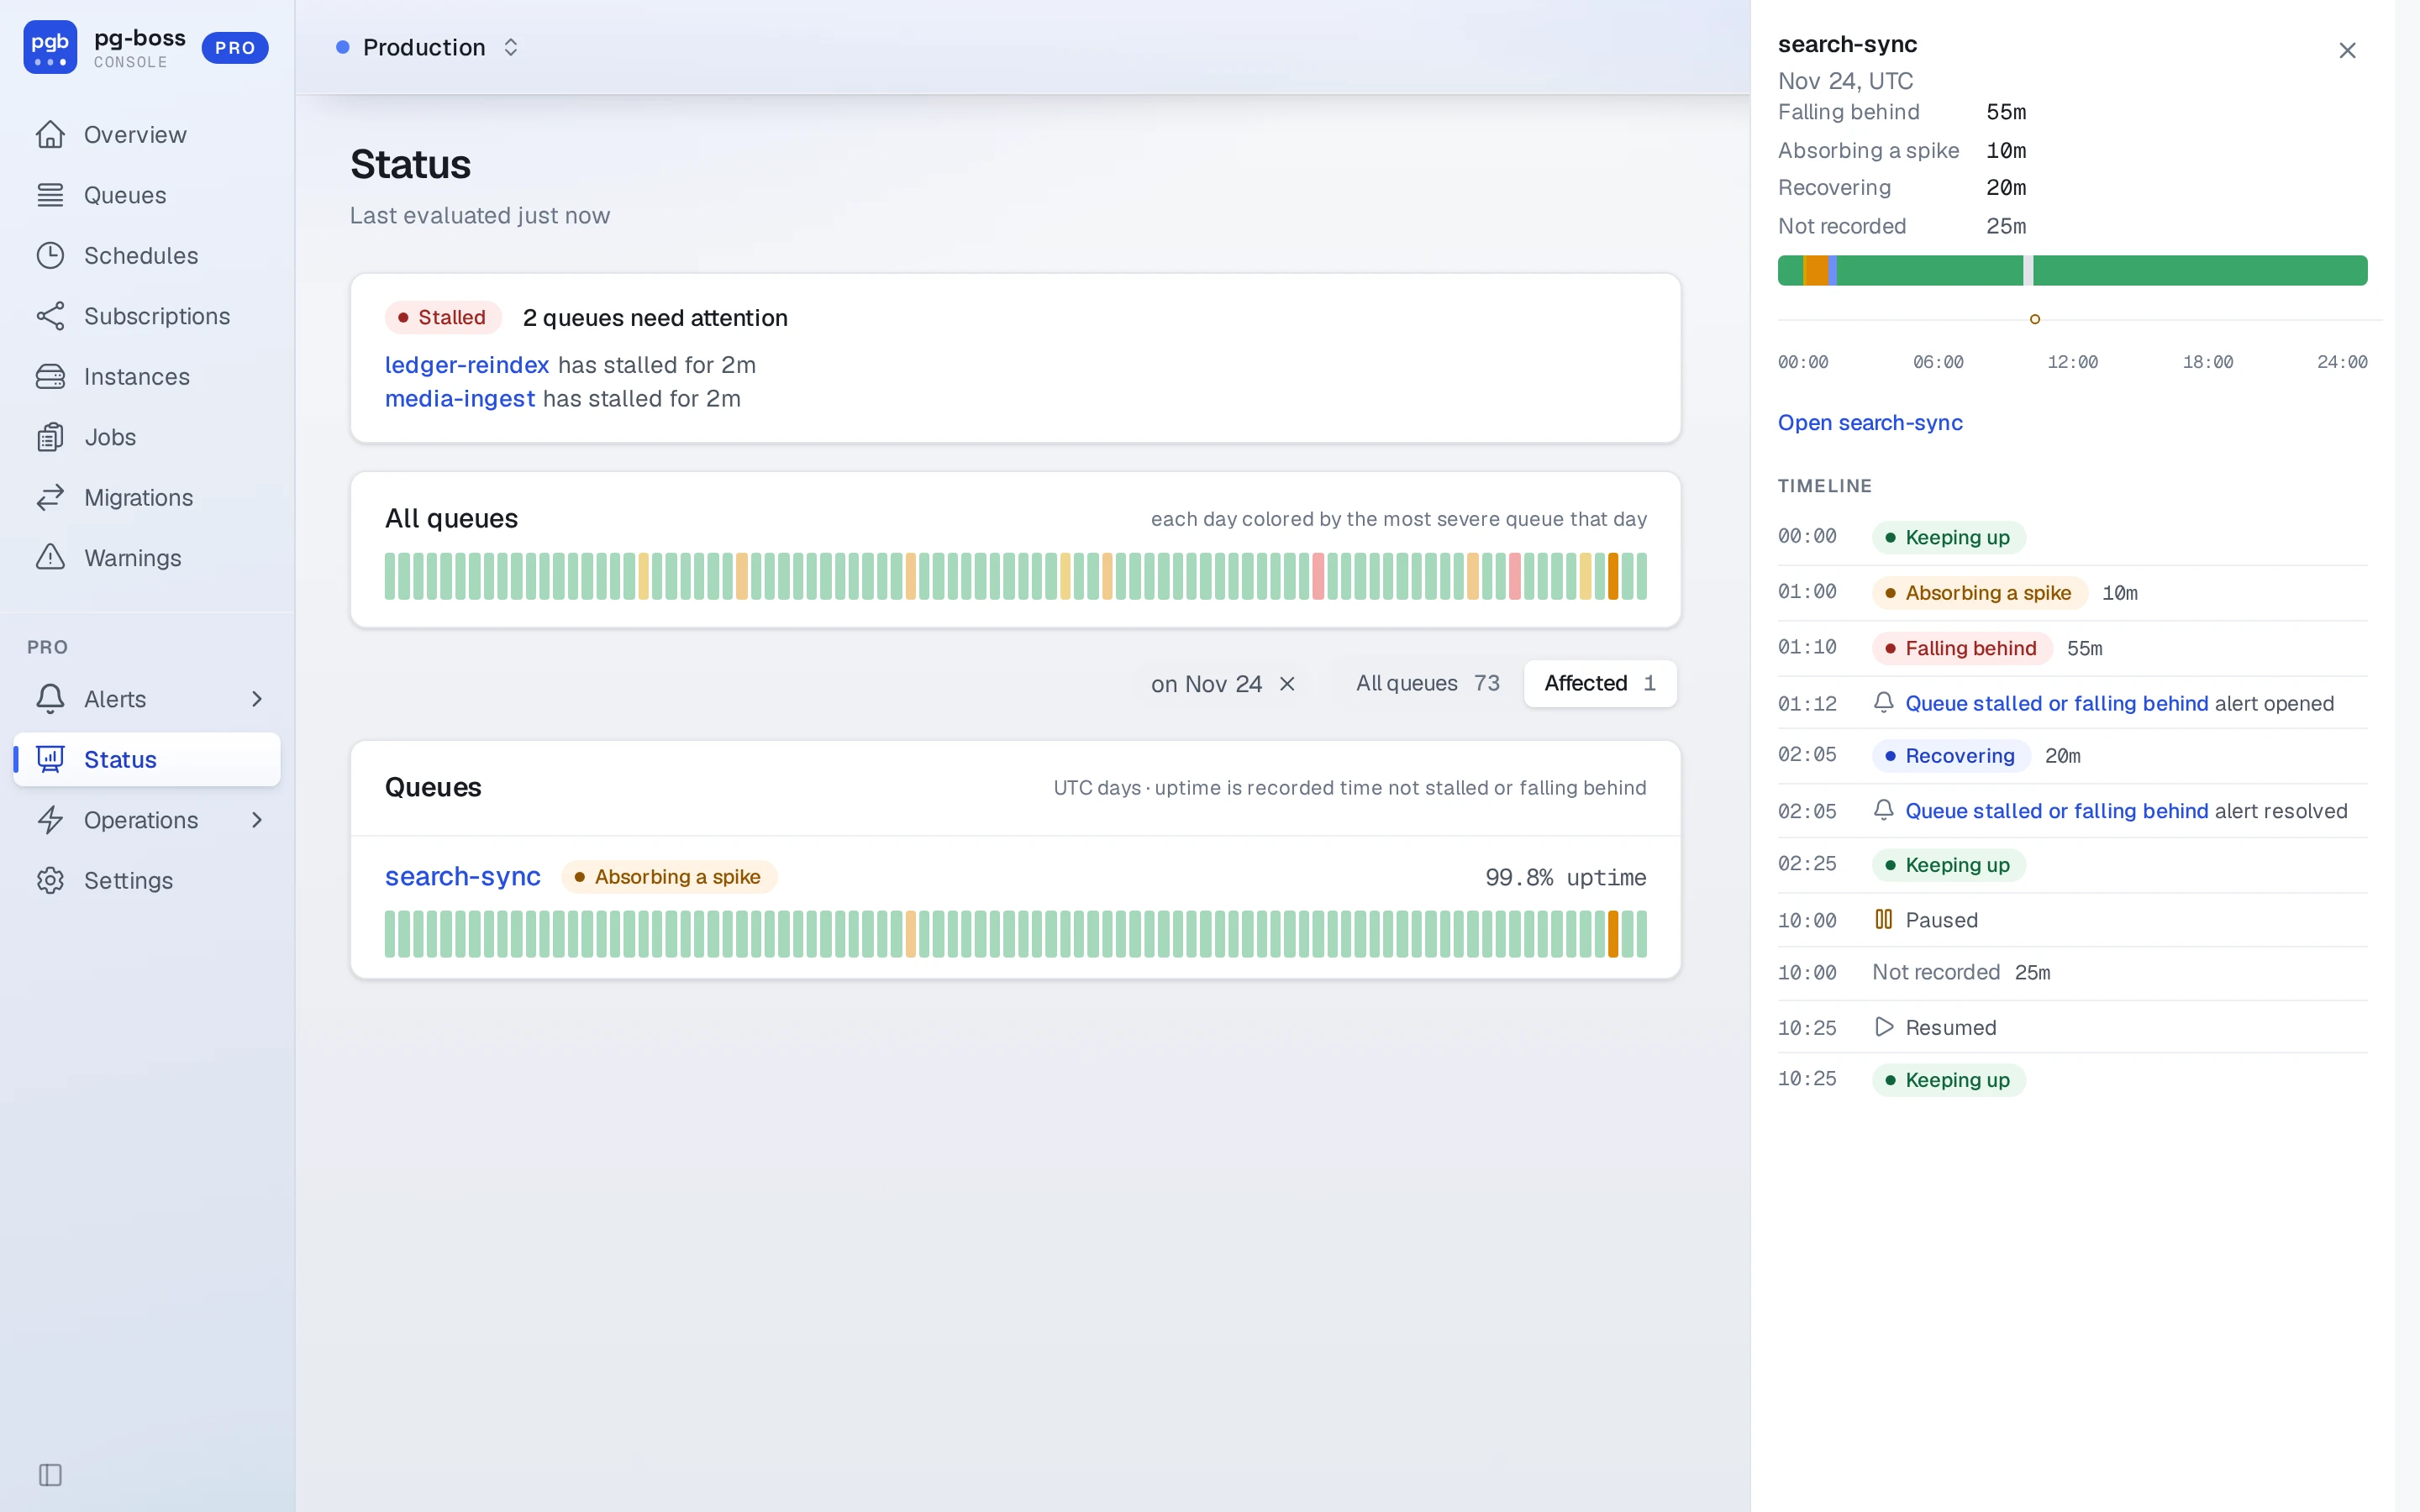 pgb
pg-boss
CONSOLE
PRO
Overview
Queues
Schedules
Subscriptions
Instances
Jobs
Migrations
Warnings
PRO
Alerts
Status
Operations
Settings
Production
Status
Last evaluated just now
Stalled 2 queues need attention
ledger-reindex has stalled for 2m
media-ingest has stalled for 2m
All queues each day colored by the most severe queue that day
on Nov 24 All queues 73 Affected 1
Queues UTC days · uptime is recorded time not stalled or falling behind
search-sync Absorbing a spike 99.8% uptime
search-sync
Nov 24, UTC
Falling behind 55m
Absorbing a spike 10m
Recovering 20m
Not recorded 25m
00:00 06:00 12:00 18:00 24:00
Open search-sync
TIMELINE
00:00 Keeping up
01:00 Absorbing a spike 10m
01:10 Falling behind 55m
01:12 Queue stalled or falling behind alert opened
02:05 Recovering 20m
02:05 Queue stalled or falling behind alert resolved
02:25 Keeping up
10:00 Paused
10:00 Not recorded 25m
10:25 Resumed
10:25 Keeping up